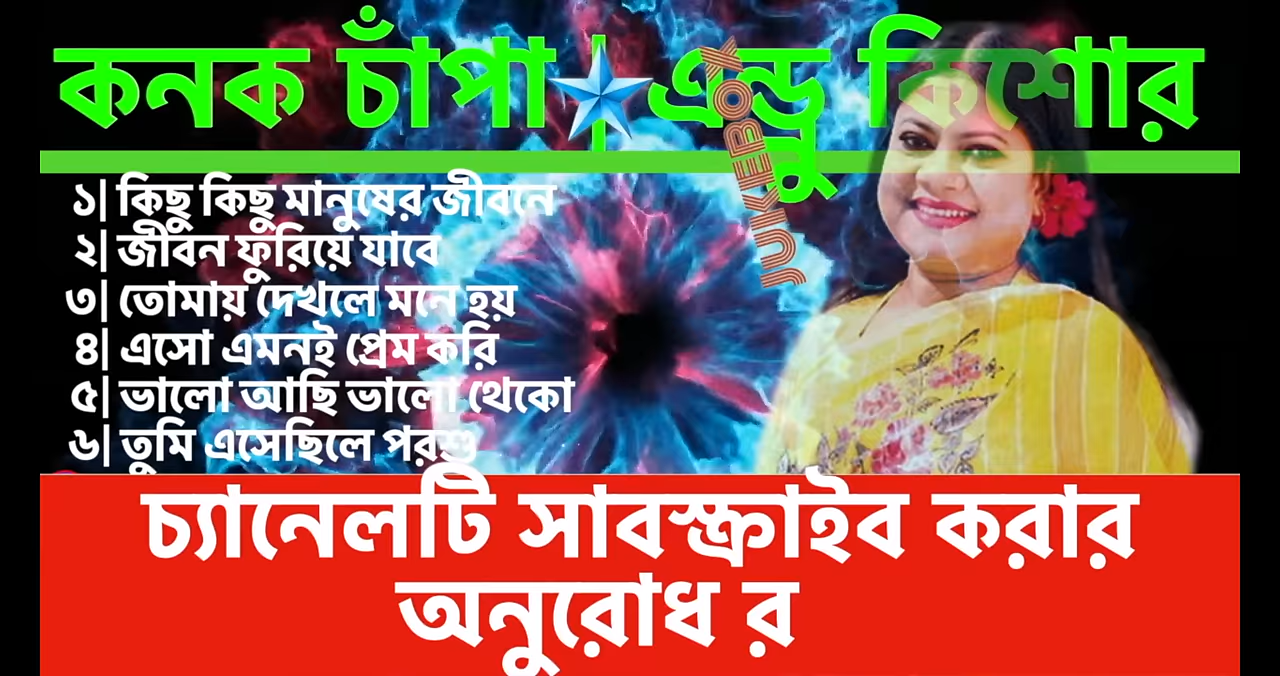 কনক চাঁপা | এন্ড্রু কিশোর
JUKEBOX
১| কিছু কিছু মানুষের জীবনে
২| জীবন ফুরিয়ে যাবে
৩| তোমায় দেখলে মনে হয়
৪| এসো এমনই প্রেম করি
৫| ভালো আছি ভালো থেকো
৬| তুমি এসেছিলে পরশু
চ্যানেলটি সাবস্ক্রাইব করার
অনুরোধ র